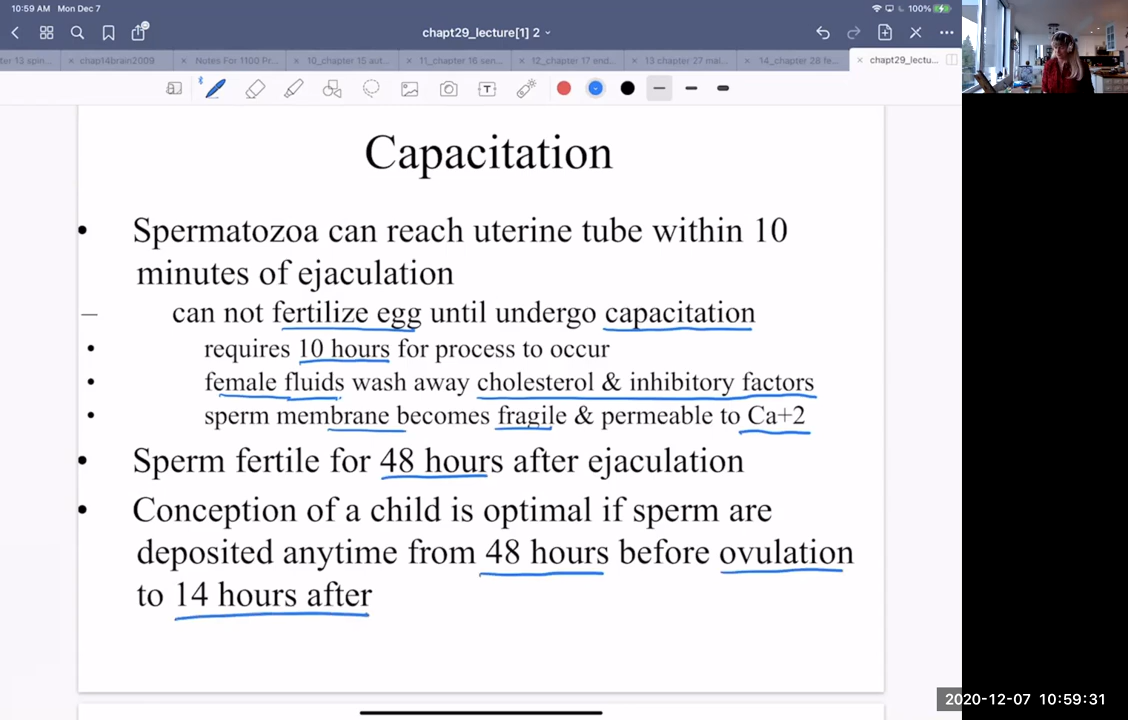 10:59 AM Mon Dec 7 100%
chapt29_lecture[1] 2
ter 13 spin... chap14brain2009 Notes For 1100 Pr... 10_chapter 15 aut... 11_chapter 16 sen... 12_chapter 17 end... 13 chapter 27 mal... 14_chapter 28 fe... chapt29_lectu...
Capacitation
• Spermatozoa can reach uterine tube within 10
minutes of ejaculation
– can not fertilize egg until undergo capacitation
• requires 10 hours for process to occur
• female fluids wash away cholesterol & inhibitory factors
• sperm membrane becomes fragile & permeable to Ca+2
• Sperm fertile for 48 hours after ejaculation
• Conception of a child is optimal if sperm are
deposited anytime from 48 hours before ovulation
to 14 hours after
2020-12-07 10:59:31